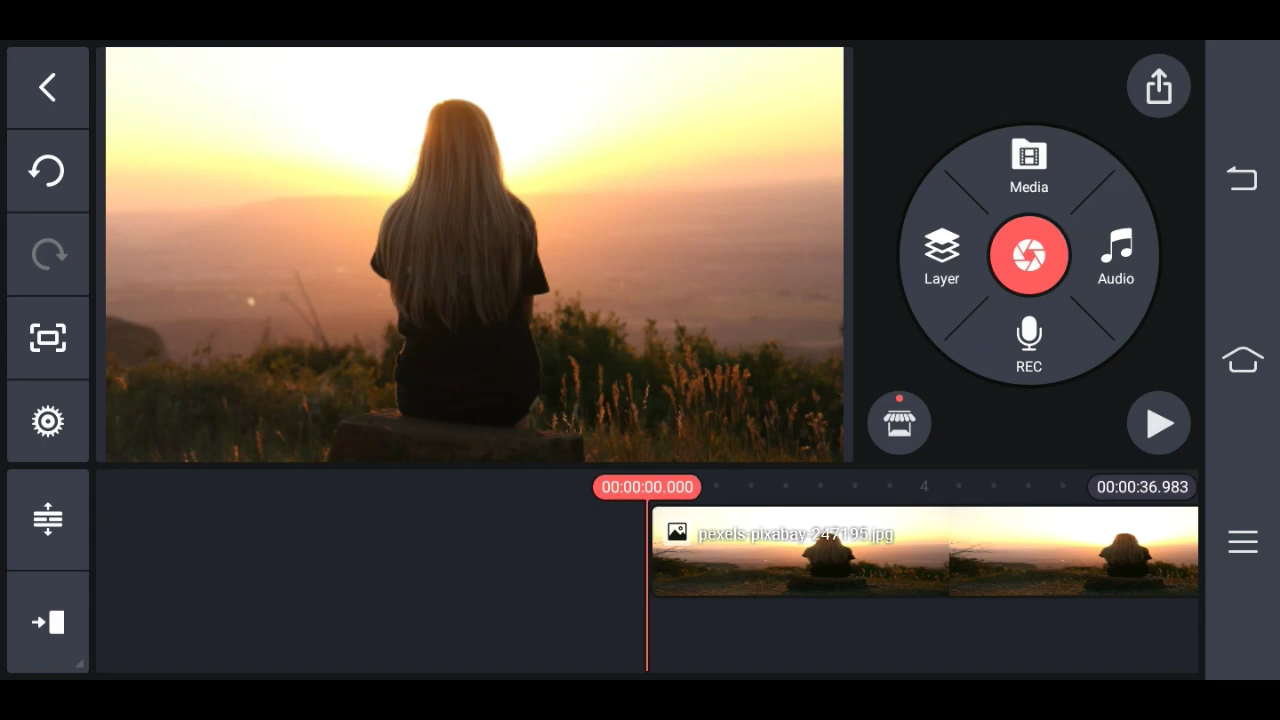 Media
Layer
Audio
REC
00:00:00.000
4
00:00:36.983
pexels-pixabay-247195.jpg